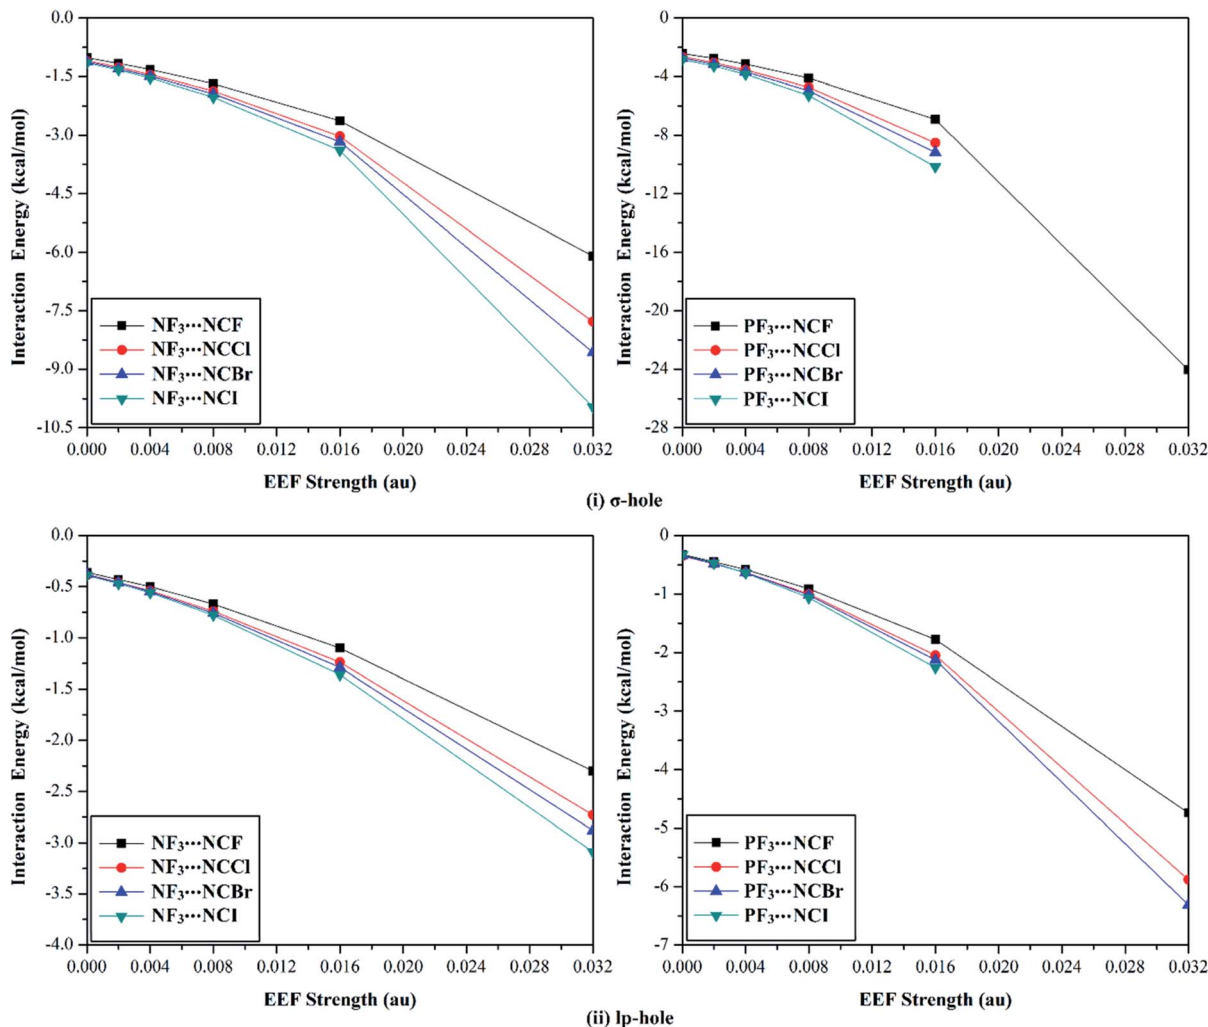 0.0
-1.5
-3.0
-4.5
-6.0
-7.5
-9.0
-10.5
Interaction Energy (kcal/mol)
NF₃···NCF
NF₃···NCCl
NF₃···NCBr
NF₃···NCI
0.000 0.004 0.008 0.012 0.016 0.020 0.024 0.028 0.032
EEF Strength (au)
0
-4
-8
-12
-16
-20
-24
-28
Interaction Energy (kcal/mol)
PF₃···NCF
PF₃···NCCl
PF₃···NCBr
PF₃···NCI
0.000 0.004 0.008 0.012 0.016 0.020 0.024 0.028 0.032
EEF Strength (au)
(i) σ-hole
0.0
-0.5
-1.0
-1.5
-2.0
-2.5
-3.0
-3.5
-4.0
Interaction Energy (kcal/mol)
NF₃···NCF
NF₃···NCCl
NF₃···NCBr
NF₃···NCI
0.000 0.004 0.008 0.012 0.016 0.020 0.024 0.028 0.032
EEF Strength (au)
0
-1
-2
-3
-4
-5
-6
-7
Interaction Energy (kcal/mol)
PF₃···NCF
PF₃···NCCl
PF₃···NCBr
PF₃···NCI
0.000 0.004 0.008 0.012 0.016 0.020 0.024 0.028 0.032
EEF Strength (au)
(ii) lp-hole